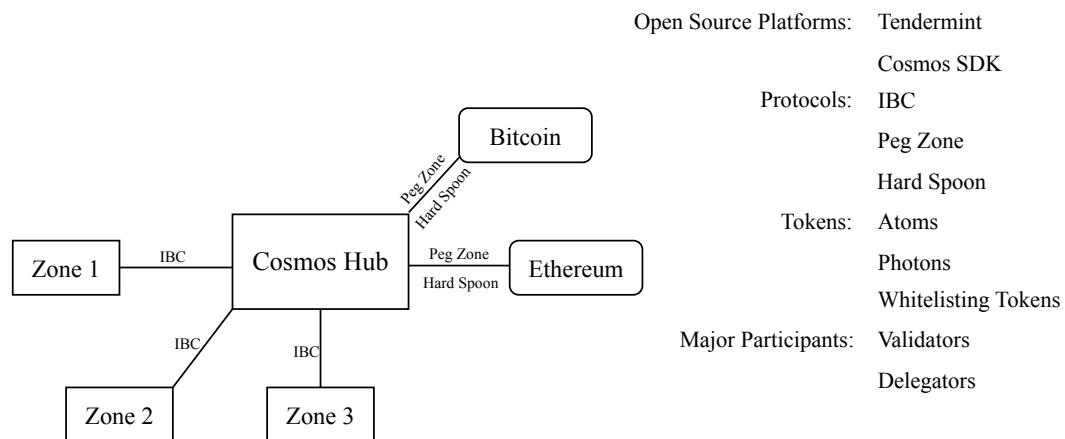 Open Source Platforms: Tendermint
Cosmos SDK
Protocols: IBC
Peg Zone
Hard Spoon
Tokens: Atoms
Photons
Whitelisting Tokens
Major Participants: Validators
Delegators
Bitcoin
Peg Zone
Hard Spoon
Cosmos Hub
Peg Zone
Hard Spoon
Ethereum
Zone 1
IBC
IBC
IBC
Zone 2
Zone 3